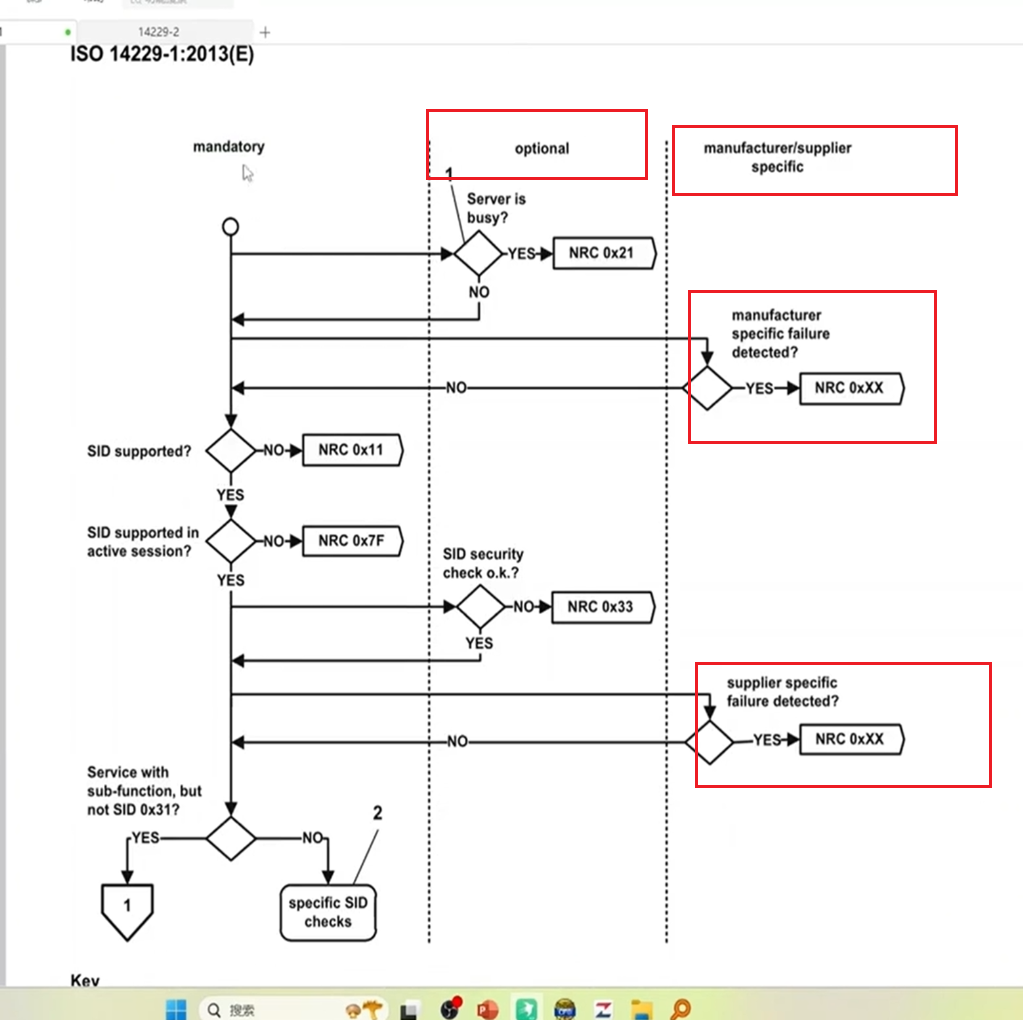 14229-2
ISO 14229-1:2013(E)
mandatory
optional
manufacturer/supplier
specific
1
Server is
busy?
YES
NRC 0x21
NO
manufacturer
specific failure
detected?
NO
YES
NRC 0xXX
SID supported?
NO
NRC 0x11
YES
SID supported in
active session?
NO
NRC 0x7F
YES
SID security
check o.k.?
NO
NRC 0x33
YES
supplier specific
failure detected?
NO
YES
NRC 0xXX
Service with
sub-function, but
not SID 0x31?
YES
NO
2
1
specific SID
checks
Key
搜索